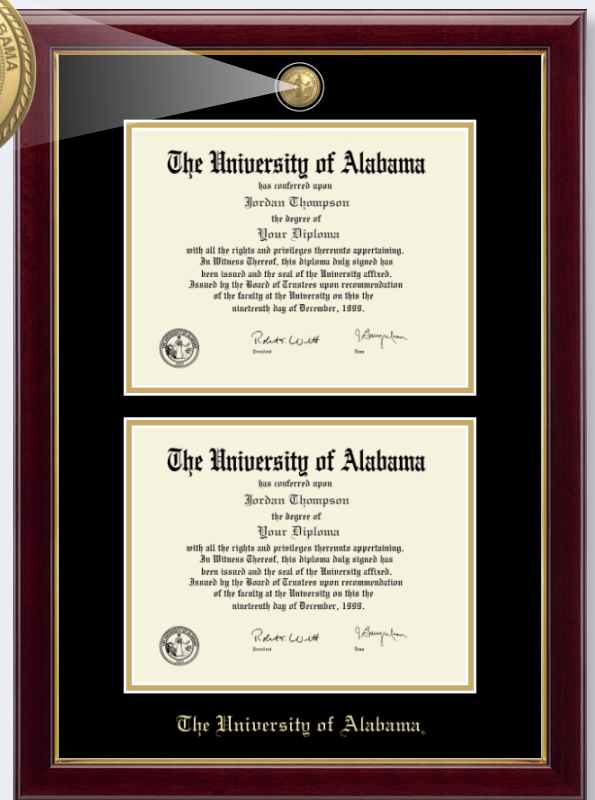 BAMA
The University of Alabama
has conferred upon
Jordan Thompson
the degree of
Your Diploma
with all the rights and privileges thereunto appertaining.
In Witness Thereof, this diploma duly signed has
been issued and the seal of the University affixed.
Issued by the Board of Trustees upon recommendation
of the faculty at the University on this the
nineteenth day of December, 1999.
President
Dean
The University of Alabama
has conferred upon
Jordan Thompson
the degree of
Your Diploma
with all the rights and privileges thereunto appertaining.
In Witness Thereof, this diploma duly signed has
been issued and the seal of the University affixed.
Issued by the Board of Trustees upon recommendation
of the faculty at the University on this the
nineteenth day of December, 1999.
President
Dean
The University of Alabama®